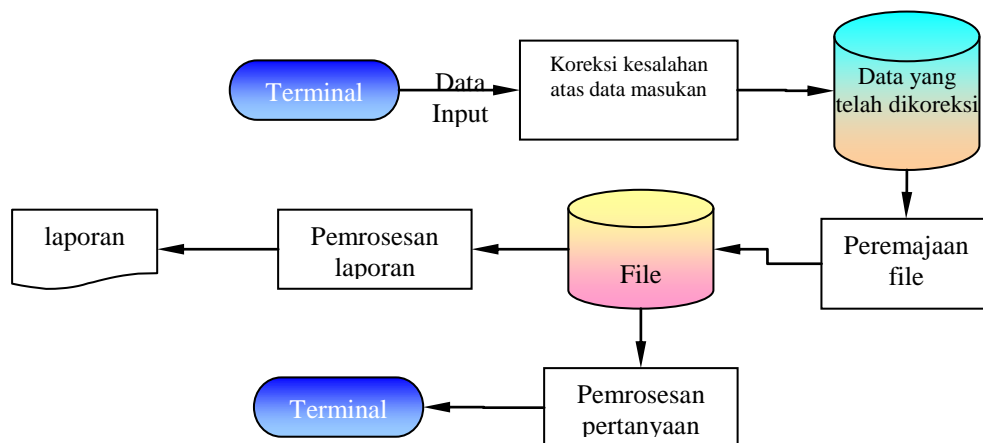 Terminal
Data
Input
Koreksi kesalahan
atas data masukan
Data yang
telah dikoreksi
laporan
Pemrosesan
laporan
File
Peremajaan
file
Terminal
Pemrosesan
pertanyaan